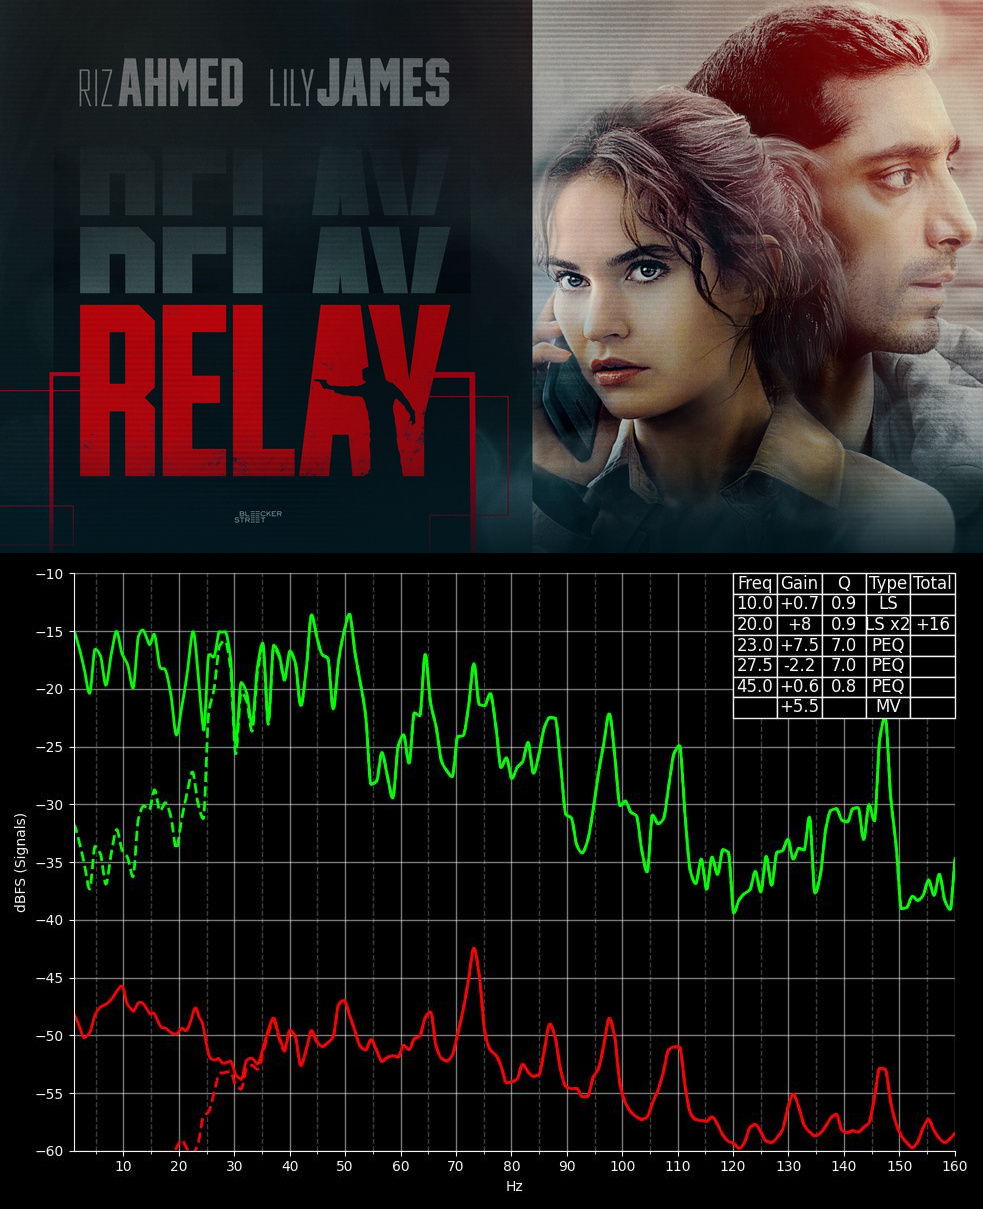 RIZ AHMED LILY JAMES
RELAY
RELAY
RELAY
BLEECKER
STREET
Freq Gain Q Type Total
10.0 +0.7 0.9 LS
20.0 +8 0.9 LS x2 +16
23.0 +7.5 7.0 PEQ
27.5 -2.2 7.0 PEQ
45.0 +0.6 0.8 PEQ
+5.5 MV
−10
−15
−20
−25
−30
−35
−40
−45
−50
−55
−60
dBFS (Signals)
10 20 30 40 50 60 70 80 90 100 110 120 130 140 150 160
Hz